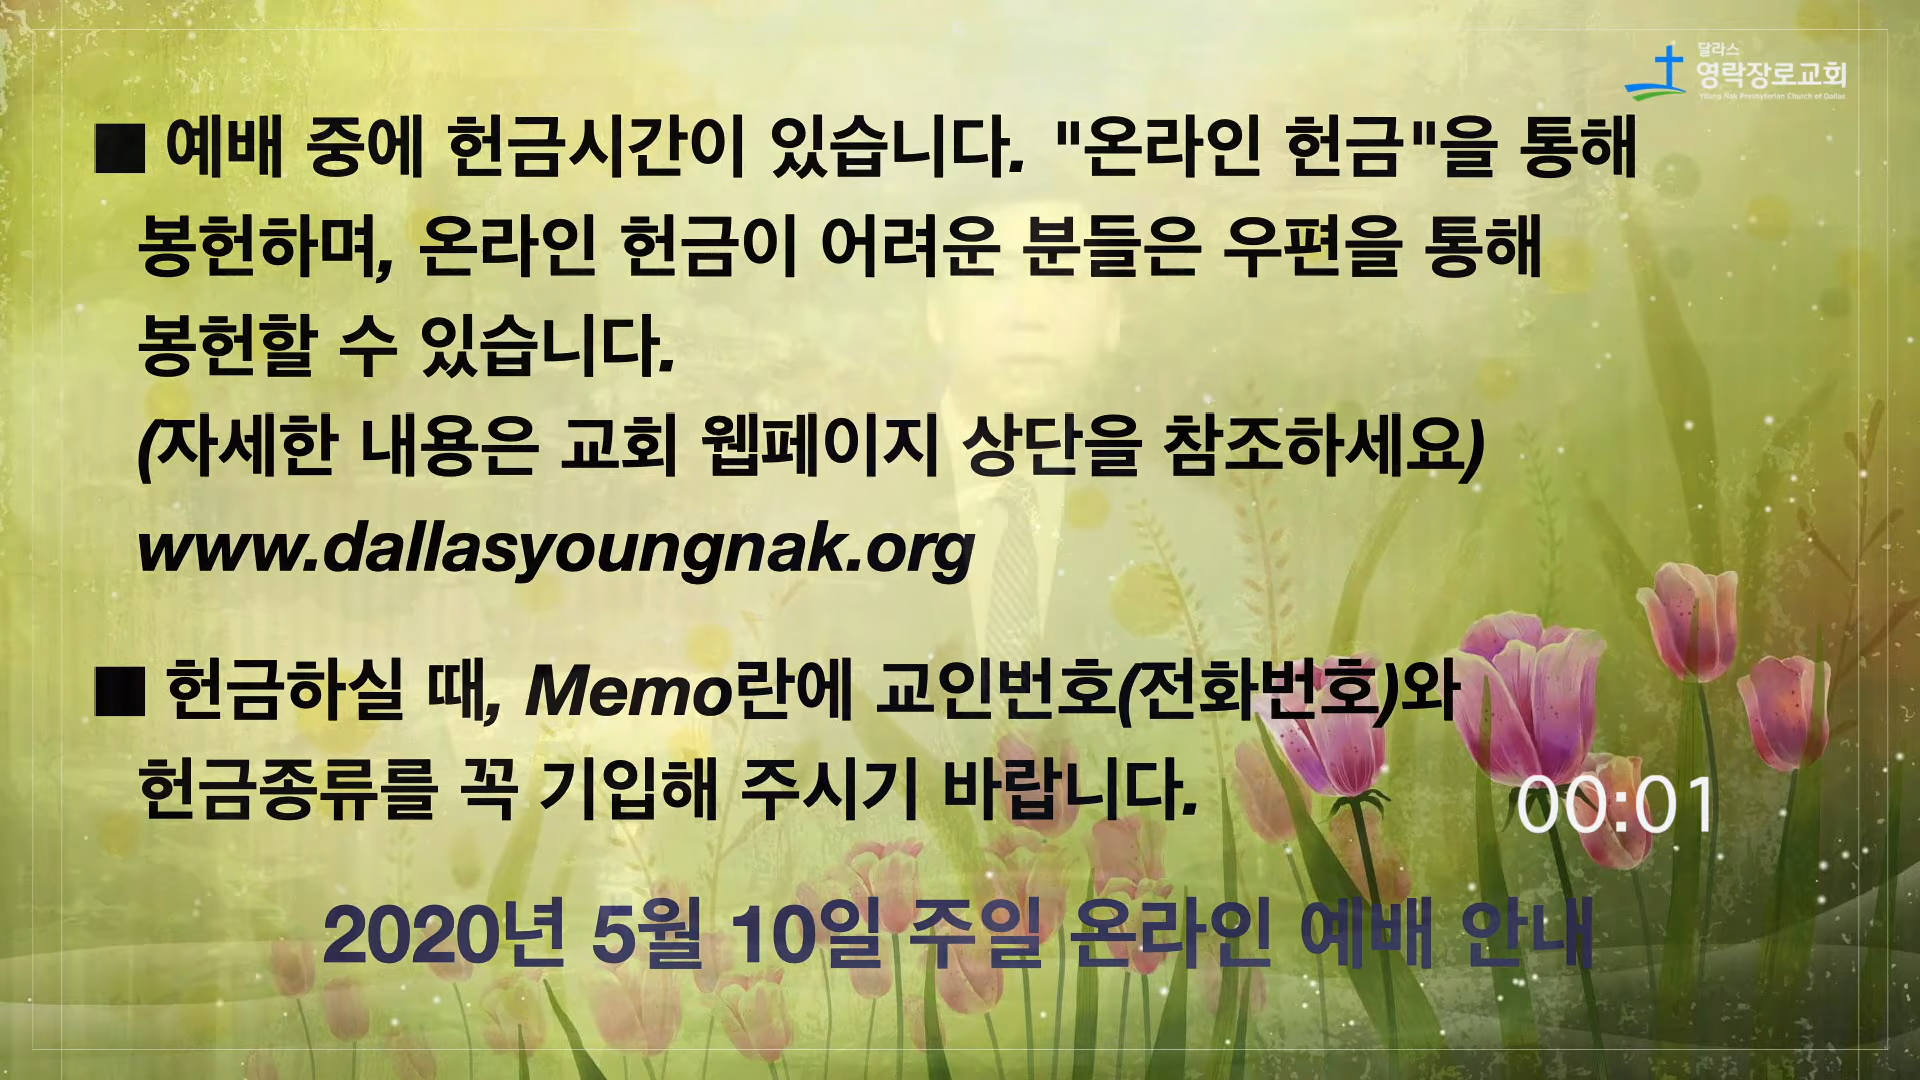 달라스
영락장로교회
Young Nak Presbyterian Church of Dallas
■ 예배 중에 헌금시간이 있습니다. "온라인 헌금"을 통해
봉헌하며, 온라인 헌금이 어려운 분들은 우편을 통해
봉헌할 수 있습니다.
(자세한 내용은 교회 웹페이지 상단을 참조하세요)
www.dallasyoungnak.org
■ 헌금하실 때, Memo란에 교인번호(전화번호)와
헌금종류를 꼭 기입해 주시기 바랍니다.
00:01
2020년 5월 10일 주일 온라인 예배 안내